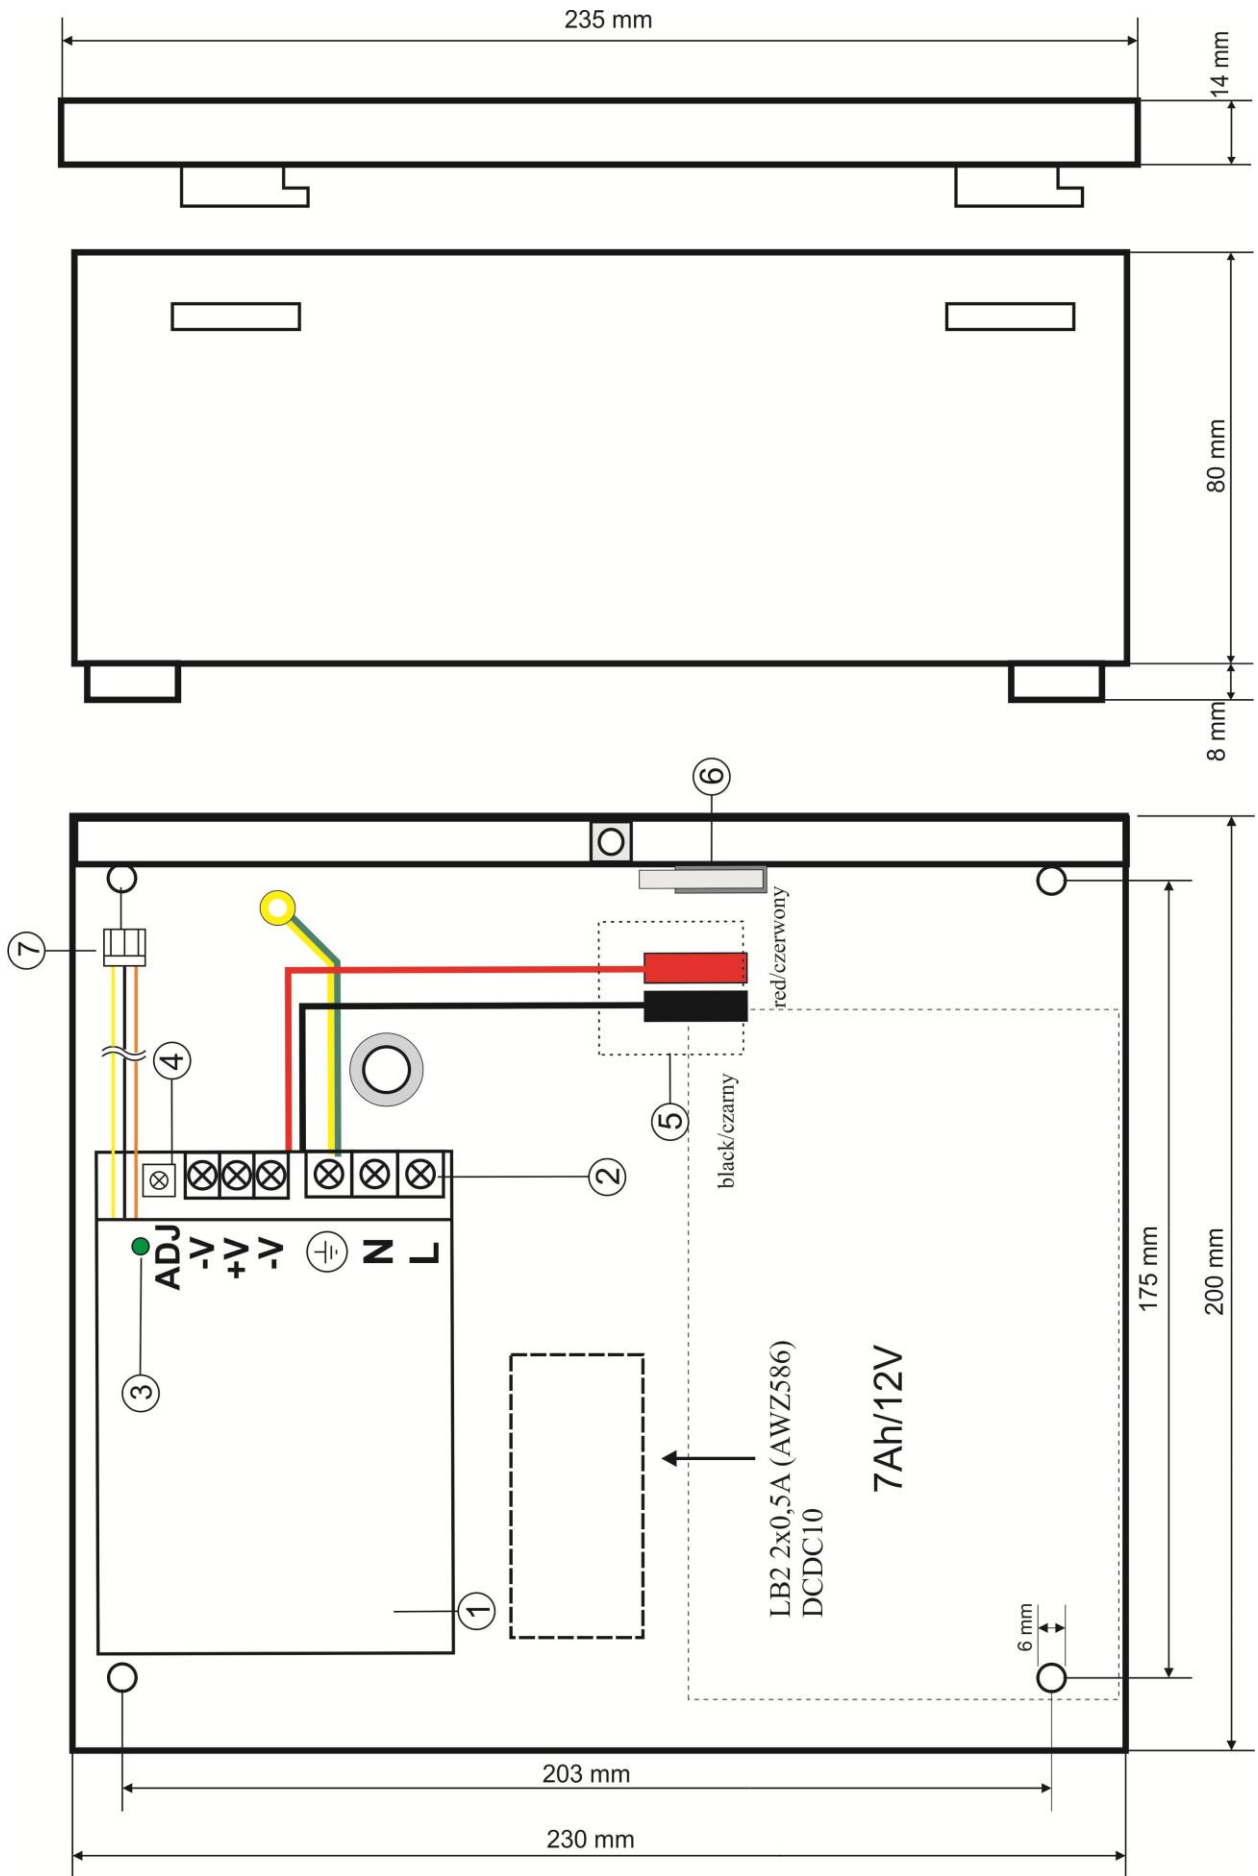 235 mm
14 mm
80 mm
8 mm
6
7
red/czerwony
4
5
black/czarny
2
ADJ
-V
+V
-V
N
L
3
175 mm
200 mm
LB2 2x0,5A (AWZ586)
DCDC10
7Ah/12V
1
6 mm
203 mm
230 mm